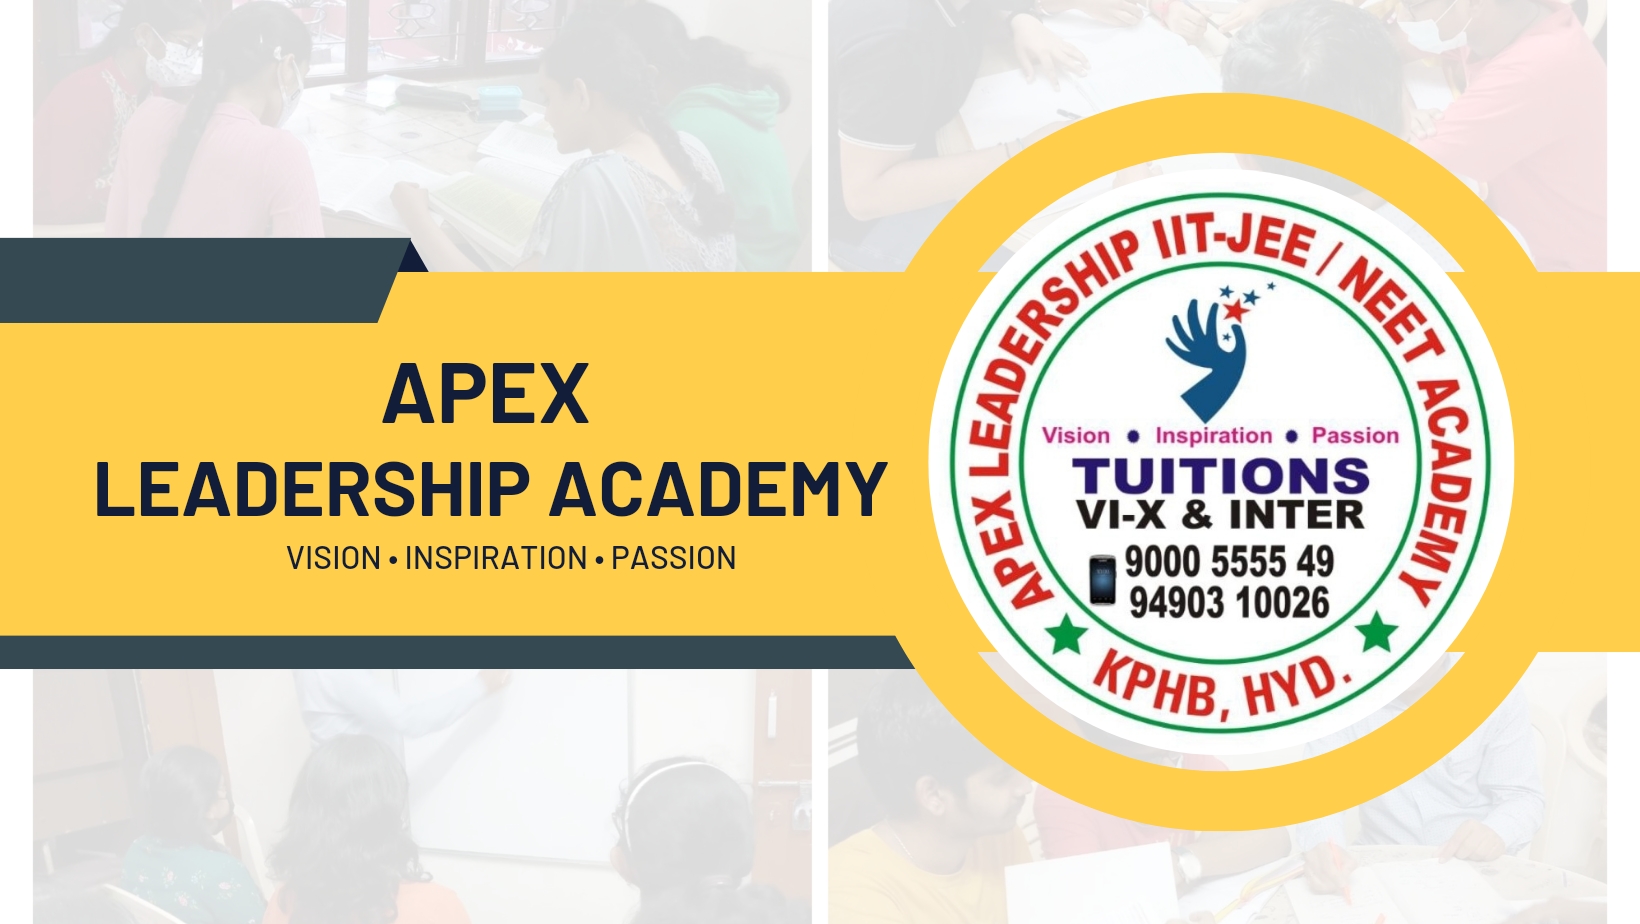 APEX
LEADERSHIP ACADEMY
VISION • INSPIRATION • PASSION
APEX LEADERSHIP IIT-JEE / NEET ACADEMY
Vision • Inspiration • Passion
TUITIONS
VI-X & INTER
9000 5555 49
94903 10026
KPHB, HYD.